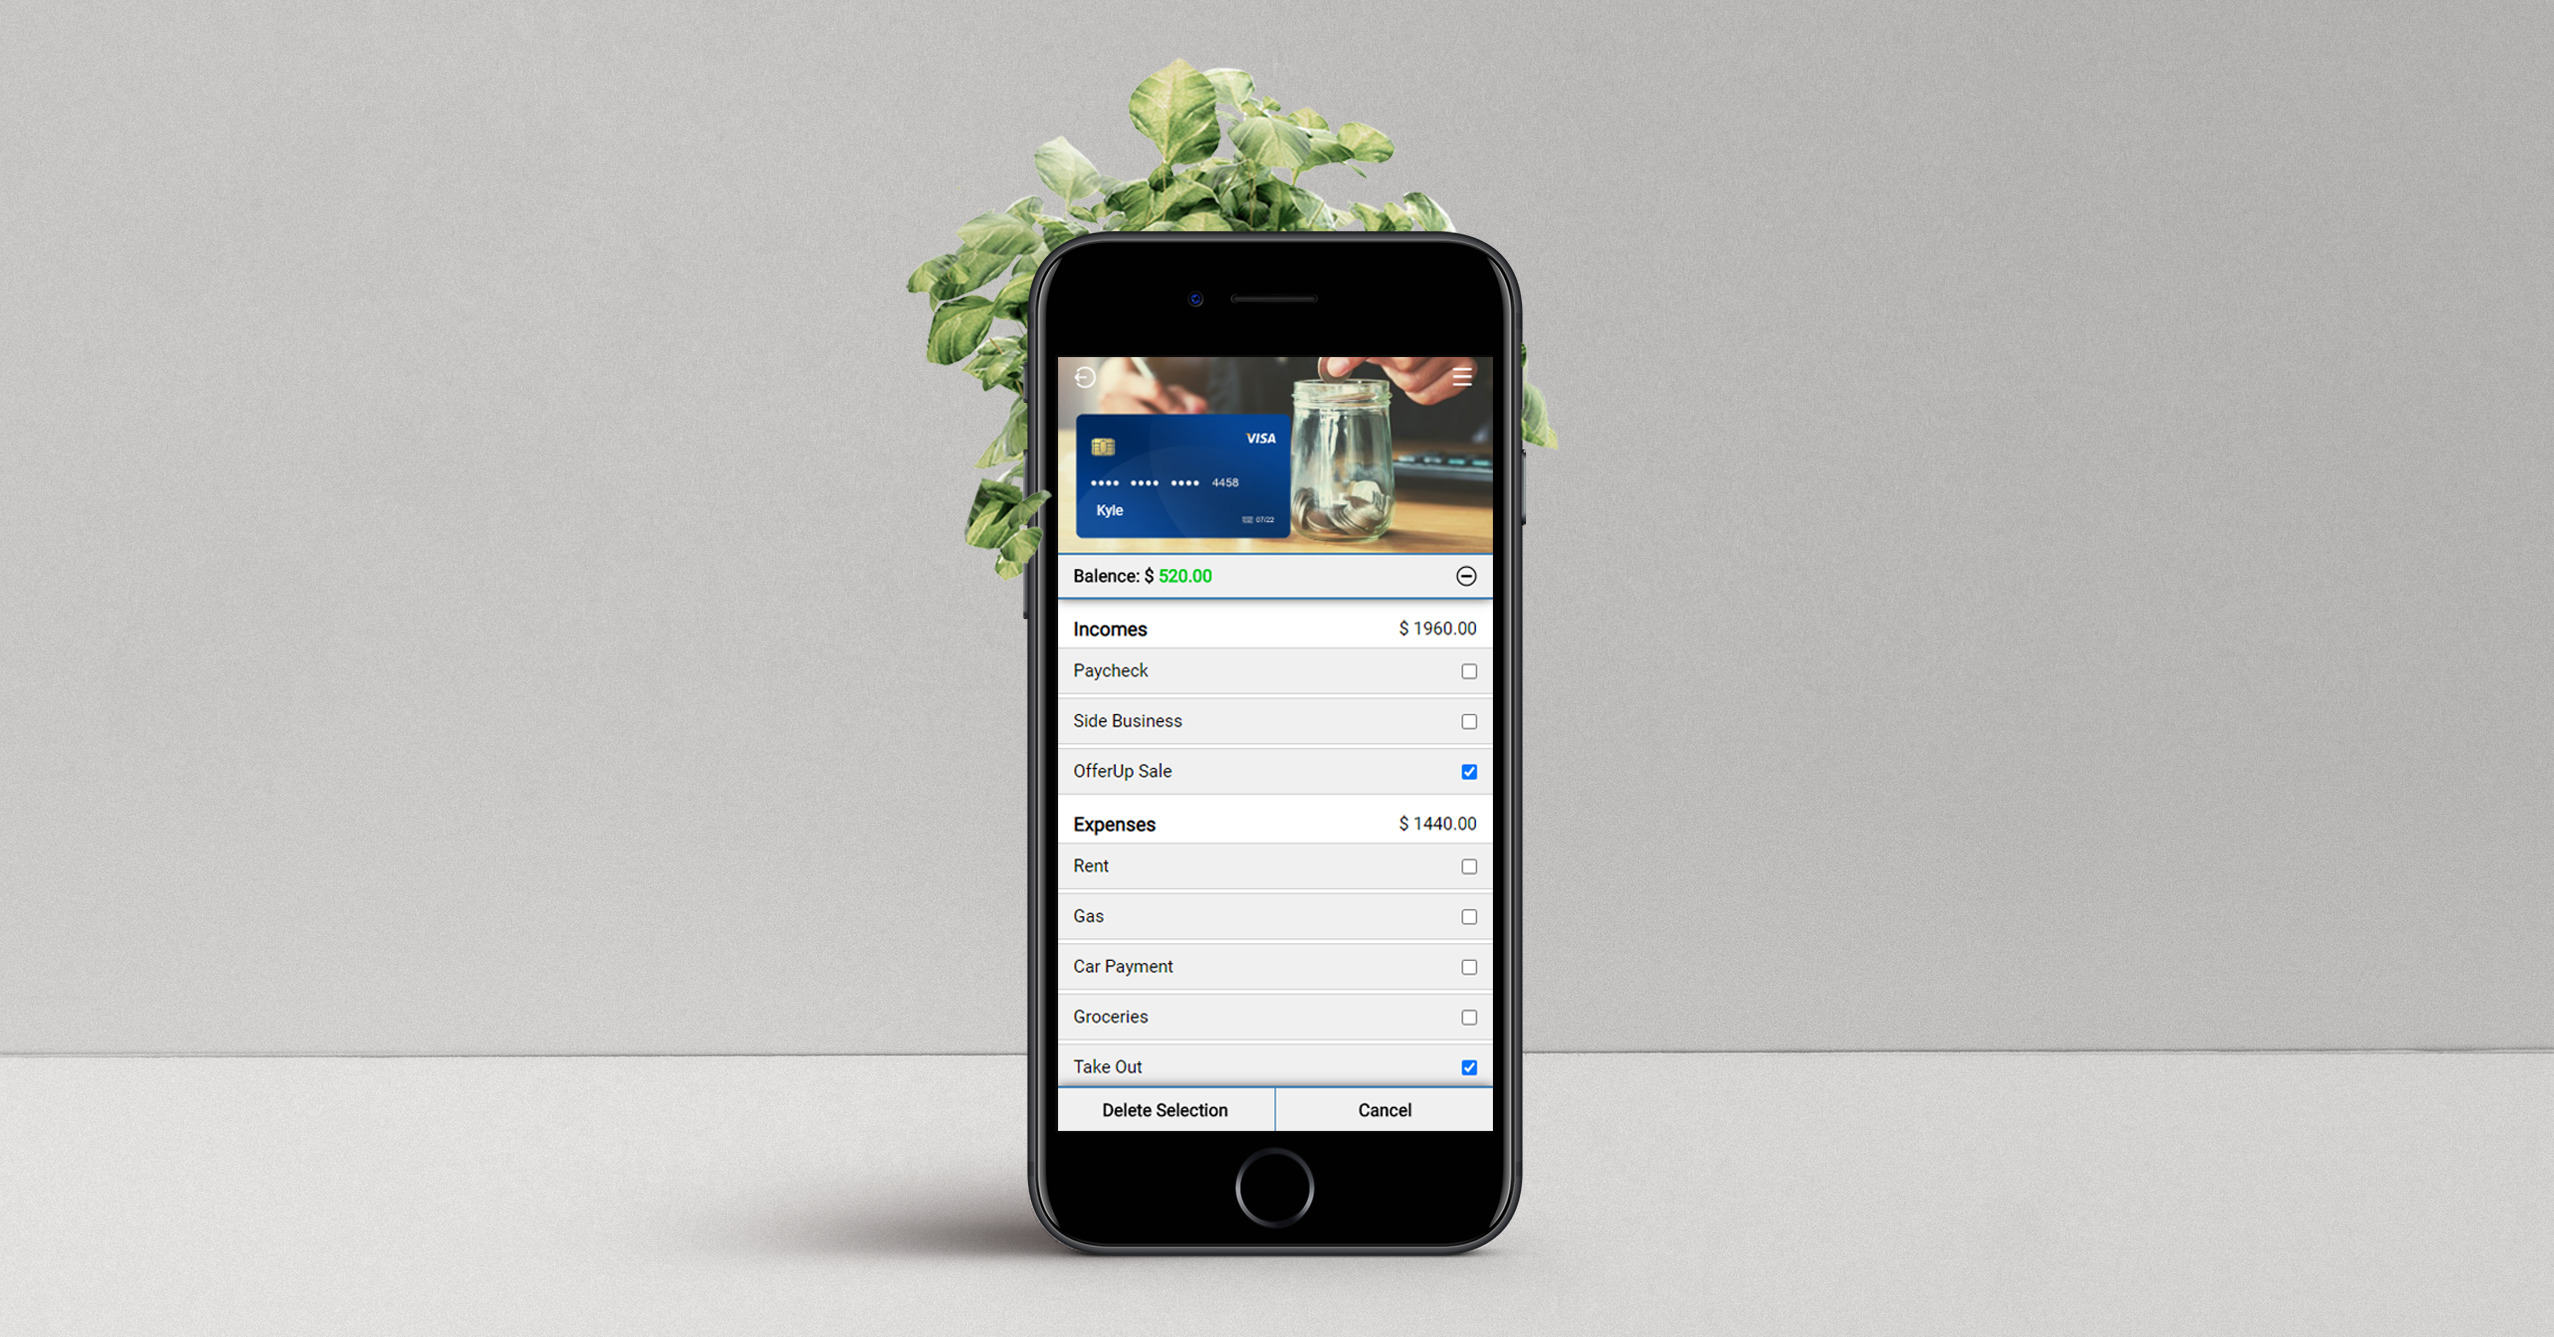 VISA
•••• •••• •••• 4458
Kyle
07/22
Balence: $ 520.00
Incomes $ 1960.00
Paycheck
Side Business
OfferUp Sale
Expenses $ 1440.00
Rent
Gas
Car Payment
Groceries
Take Out
Delete Selection Cancel